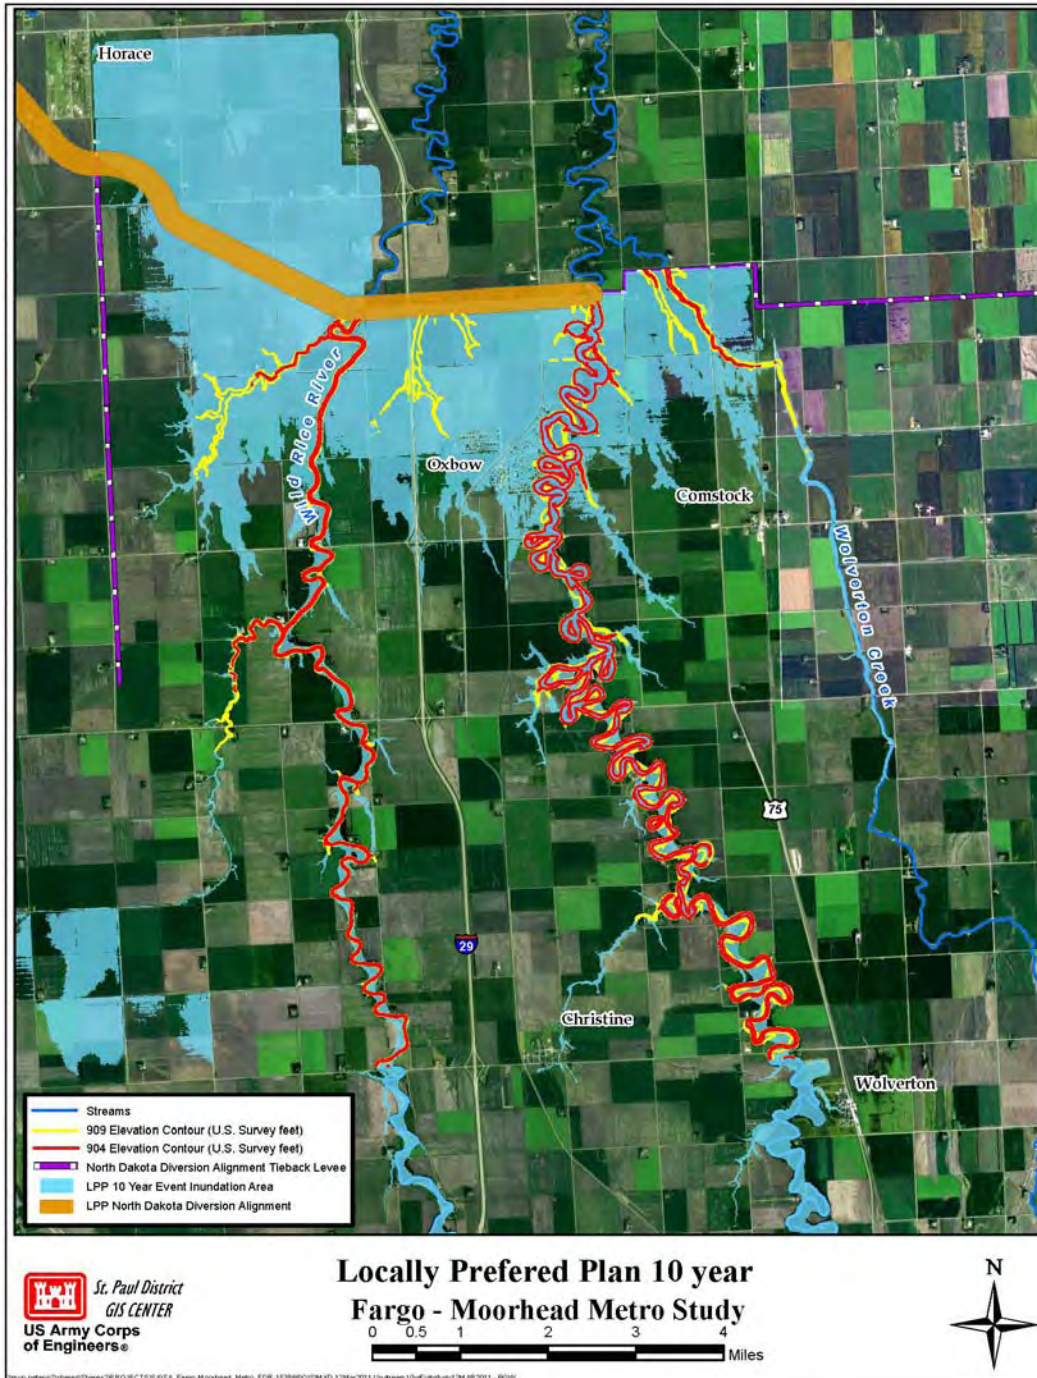 Horace
Wild Rice River
Oxbow
Comstock
Wolverton Creek
75
29
Christine
Wolverton
Streams
909 Elevation Contour (U.S. Survey feet)
904 Elevation Contour (U.S. Survey feet)
North Dakota Diversion Alignment Tieback Levee
LPP 10 Year Event Inundation Area
LPP North Dakota Diversion Alignment
St. Paul District
GIS CENTER
US Army Corps
of Engineers®
Locally Prefered Plan 10 year
Fargo - Moorhead Metro Study
0 0.5 1 2 3 4
Miles
N